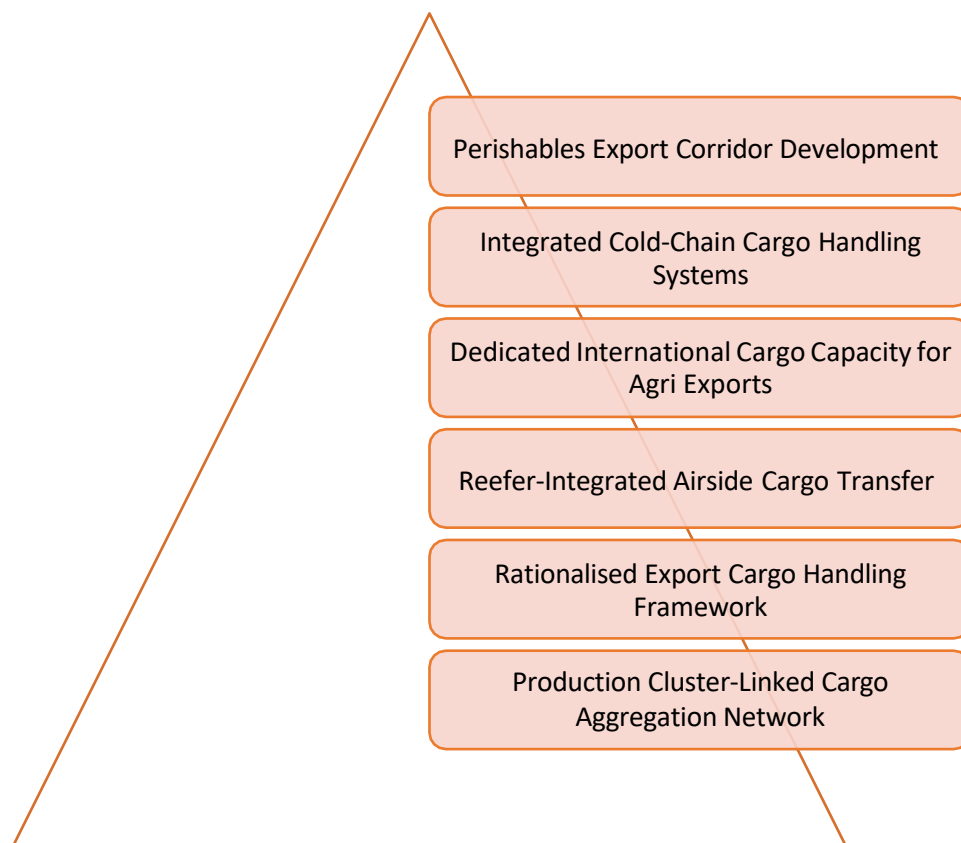 Perishables Export Corridor Development
Integrated Cold-Chain Cargo Handling
Systems
Dedicated International Cargo Capacity for
Agri Exports
Reefer-Integrated Airside Cargo Transfer
Rationalised Export Cargo Handling
Framework
Production Cluster-Linked Cargo
Aggregation Network